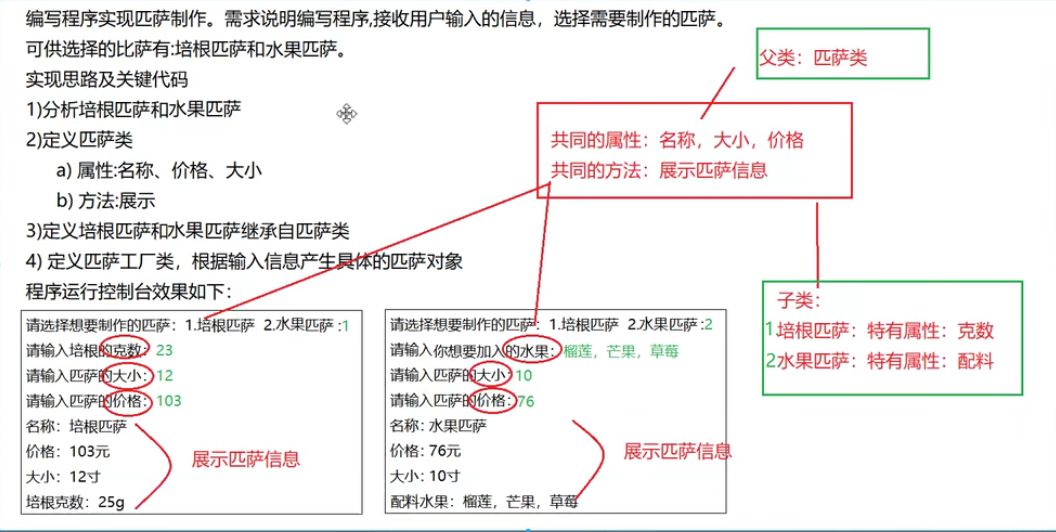 编写程序实现匹萨制作。需求说明编写程序,接收用户输入的信息，选择需要制作的匹萨。
可供选择的比萨有:培根匹萨和水果匹萨。
实现思路及关键代码
1)分析培根匹萨和水果匹萨
2)定义匹萨类
a) 属性:名称、价格、大小
b) 方法:展示
3)定义培根匹萨和水果匹萨继承自匹萨类
4) 定义匹萨工厂类，根据输入信息产生具体的匹萨对象
程序运行控制台效果如下：
父类：匹萨类
共同的属性：名称，大小，价格
共同的方法：展示匹萨信息
子类：
1培根匹萨：特有属性：克数
2水果匹萨：特有属性：配料
请选择想要制作的匹萨：1.培根匹萨 2.水果匹萨:1
请输入培根的克数：23
请输入匹萨的大小：12
请输入匹萨的价格：103
名称：培根匹萨
价格：103元
大小：12寸
培根克数：25g
展示匹萨信息
请选择想要制作的匹萨：1.培根匹萨 2.水果匹萨:2
请输入你想要加入的水果：榴莲，芒果，草莓
请输入匹萨的大小:10
请输入匹萨的价格:76
名称:水果匹萨
价格:76元
大小:10寸
配料水果：榴莲，芒果，草莓
展示匹萨信息